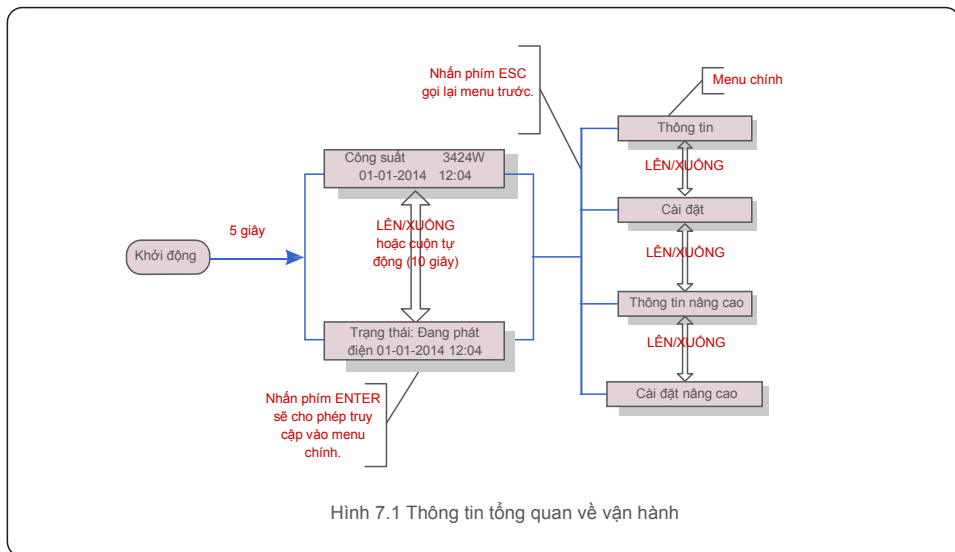 Nhấn phím ESC
gọi lại menu trước.
Menu chính
Thông tin
LÊN/XUỐNG
Cài đặt
LÊN/XUỐNG
Thông tin nâng cao
LÊN/XUỐNG
Cài đặt nâng cao
Công suất 3424W
01-01-2014 12:04
5 giây
Khởi động
LÊN/XUỐNG
hoặc cuộn tự
động (10 giây)
Trạng thái: Đang phát
điện 01-01-2014 12:04
Nhấn phím ENTER
sẽ cho phép truy
cập vào menu
chính.
Hình 7.1 Thông tin tổng quan về vận hành